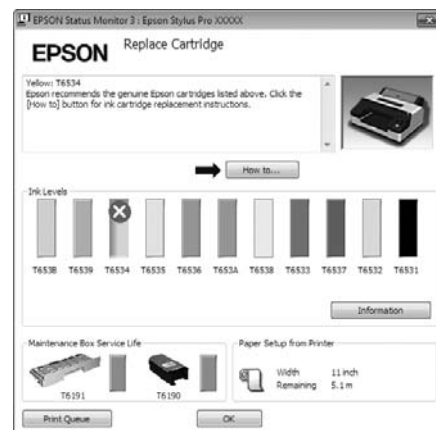 EPSON Status Monitor 3 : Epson Stylus Pro XXXXX
EPSON
Replace Cartridge
Yellow: T6534
Epson recommends the genuine Epson cartridges listed above. Click the
[How to] button for ink cartridge replacement instructions.
How to...
Ink Levels
T653B T6539 T6534 T6535 T6536 T653A T6538 T6533 T6537 T6532 T6531
Information
Maintenance Box Service Life
T6191 T6190
Paper Setup from Printer
Width 11 inch
Remaining 5.1 m
Print Queue OK